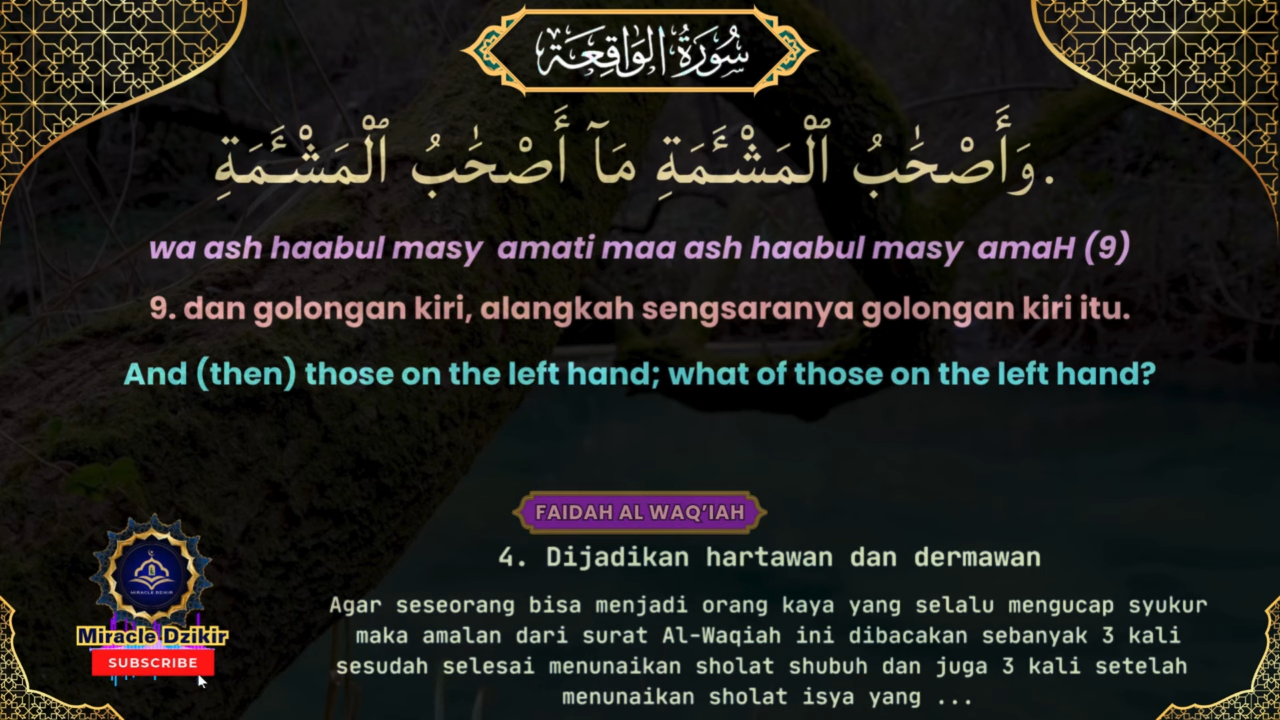 سُورَةُ الوَاقِعَة
وَأَصْحَٰبُ ٱلْمَشْـَٔمَةِ مَآ أَصْحَٰبُ ٱلْمَشْـَٔمَةِ.
wa ash haabul masy amati maa ash haabul masy amaH (9)
9. dan golongan kiri, alangkah sengsaranya golongan kiri itu.
And (then) those on the left hand; what of those on the left hand?
FAIDAH AL WAQ’IAH
4. Dijadikan hartawan dan dermawan
Agar seseorang bisa menjadi orang kaya yang selalu mengucap syukur
maka amalan dari surat Al-Waqiah ini dibacakan sebanyak 3 kali
sesudah selesai menunaikan sholat shubuh dan juga 3 kali setelah
menunaikan sholat isya yang ...
MIRACLE DZIKIR
Miracle Dzikir
SUBSCRIBE